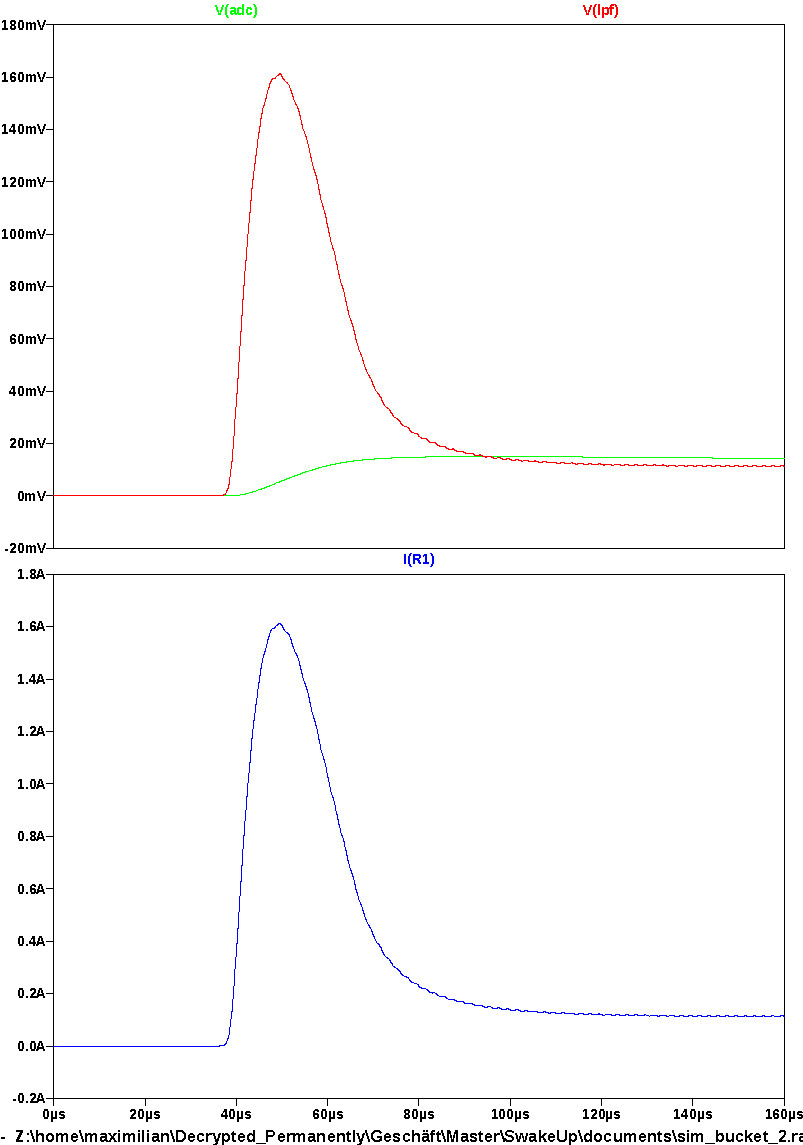 V(adc) V(lpf)
180mV
160mV
140mV
120mV
100mV
80mV
60mV
40mV
20mV
0mV
-20mV
I(R1)
1.8A
1.6A
1.4A
1.2A
1.0A
0.8A
0.6A
0.4A
0.2A
0.0A
-0.2A
0µs 20µs 40µs 60µs 80µs 100µs 120µs 140µs 160µs
- Z:\home\maximilian\Decrypted_Permanently\Geschäft\Master\SwakeUp\documents\sim_bucket_2.ra